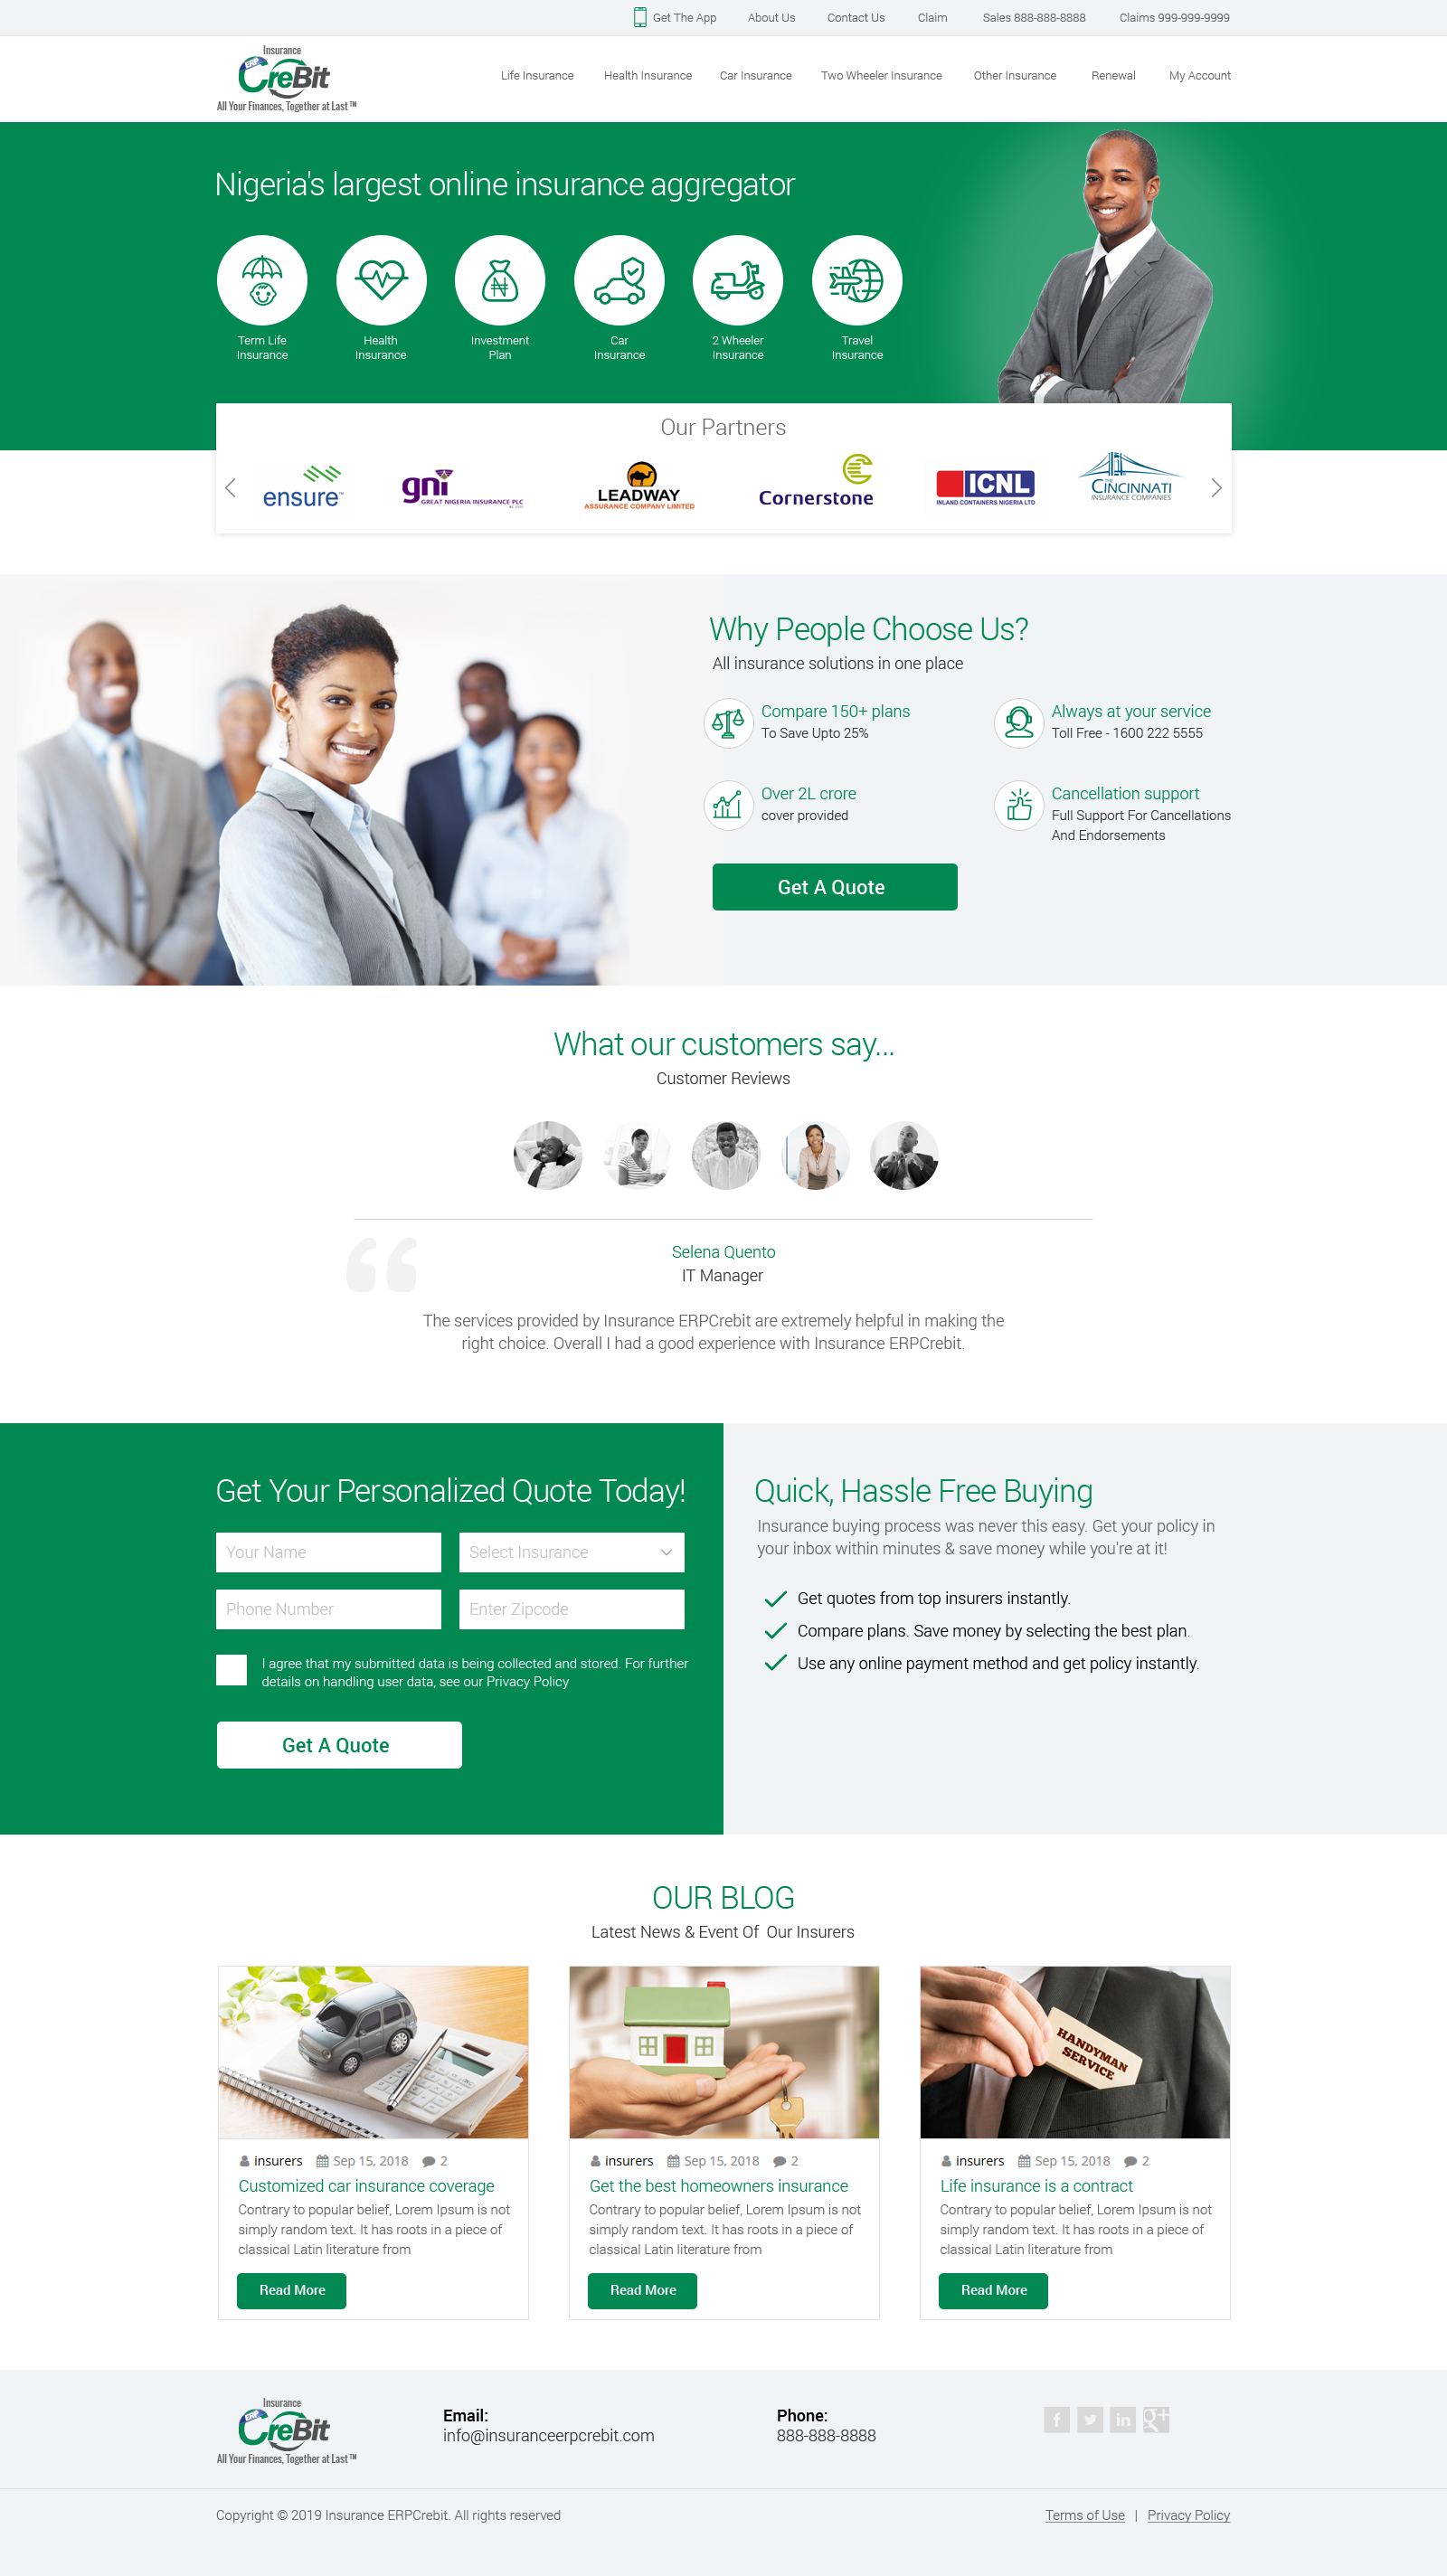 Get The App About Us Contact Us Claim Sales 888-888-8888 Claims 999-999-9999
Insurance
ERP
CreBit
All Your Finances, Together at Last™
Life Insurance Health Insurance Car Insurance Two Wheeler Insurance Other Insurance Renewal My Account
Nigeria's largest online insurance aggregator
Term Life
Insurance
Health
Insurance
Investment
Plan
Car
Insurance
2 Wheeler
Insurance
Travel
Insurance
Our Partners
ensure™
gni
GREAT NIGERIA INSURANCE PLC
LEADWAY
ASSURANCE COMPANY LIMITED
Cornerstone
ICNL
INLAND CONTAINERS NIGERIA LTD
THE
CINCINNATI
INSURANCE COMPANIES
Why People Choose Us?
All insurance solutions in one place
Compare 150+ plans
To Save Upto 25%
Always at your service
Toll Free - 1600 222 5555
Over 2L crore
cover provided
Cancellation support
Full Support For Cancellations
And Endorsements
Get A Quote
What our customers say...
Customer Reviews
Selena Quento
IT Manager
The services provided by Insurance ERPCrebit are extremely helpful in making the
right choice. Overall I had a good experience with Insurance ERPCrebit.
Get Your Personalized Quote Today!
Your Name Select Insurance
Phone Number Enter Zipcode
I agree that my submitted data is being collected and stored. For further
details on handling user data, see our Privacy Policy
Get A Quote
Quick, Hassle Free Buying
Insurance buying process was never this easy. Get your policy in
your inbox within minutes & save money while you're at it!
Get quotes from top insurers instantly.
Compare plans. Save money by selecting the best plan.
Use any online payment method and get policy instantly.
OUR BLOG
Latest News & Event Of Our Insurers
insurers Sep 15, 2018 2
Customized car insurance coverage
Contrary to popular belief, Lorem Ipsum is not
simply random text. It has roots in a piece of
classical Latin literature from
Read More
insurers Sep 15, 2018 2
Get the best homeowners insurance
Contrary to popular belief, Lorem Ipsum is not
simply random text. It has roots in a piece of
classical Latin literature from
Read More
HANDYMAN
SERVICE
insurers Sep 15, 2018 2
Life insurance is a contract
Contrary to popular belief, Lorem Ipsum is not
simply random text. It has roots in a piece of
classical Latin literature from
Read More
Insurance
ERP
CreBit
All Your Finances, Together at Last™
Email:
info@insuranceerpcrebit.com
Phone:
888-888-8888
f in g+
Copyright © 2019 Insurance ERPCrebit. All rights reserved
Terms of Use | Privacy Policy